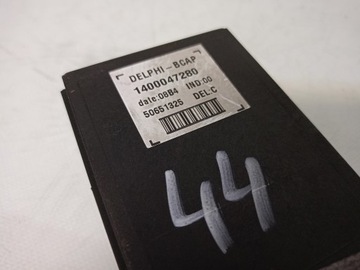 DELPHI-BCAP
1400047280
date:08B4 IND:00
50651325 DEL:C
44